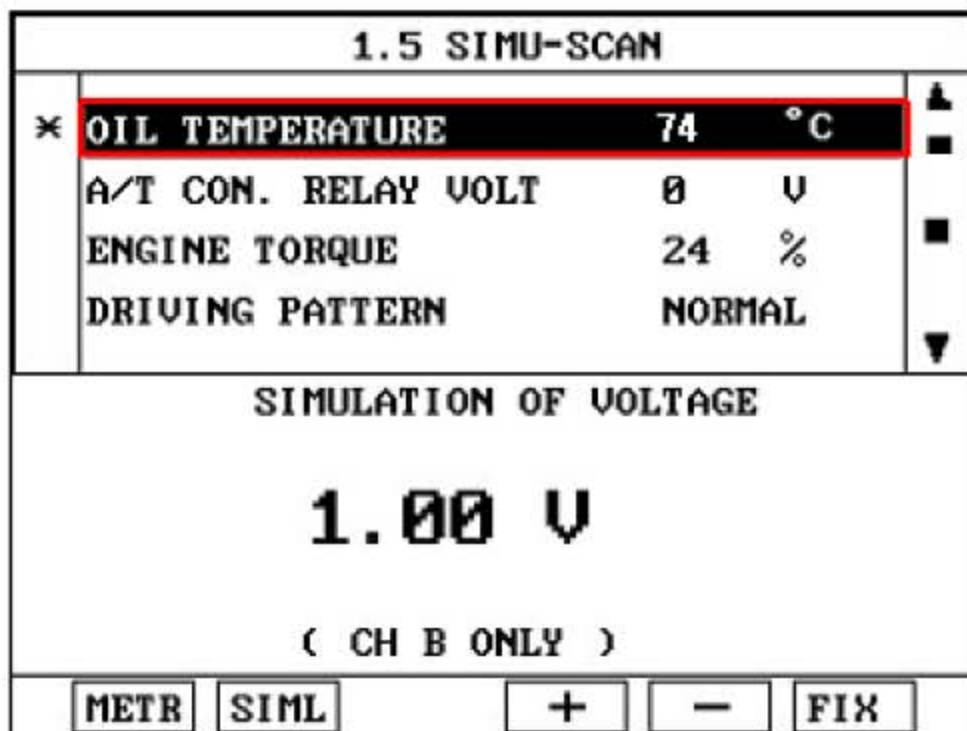 1.5 SIMU-SCAN
* OIL TEMPERATURE 74 °C
A/T CON. RELAY VOLT 0 V
ENGINE TORQUE 24 %
DRIVING PATTERN NORMAL
SIMULATION OF VOLTAGE
1.00 V
( CH B ONLY )
METR SIML + − FIX